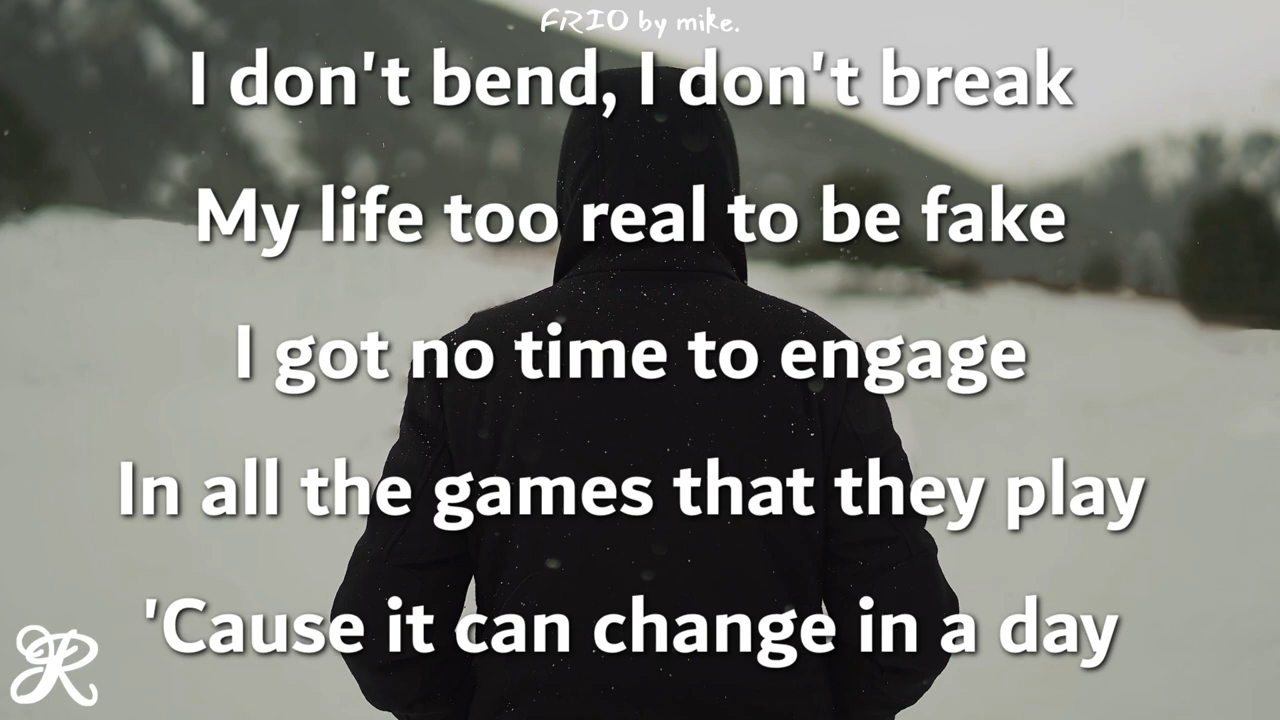 FRIO by mike.
I don't bend, I don't break
My life too real to be fake
I got no time to engage
In all the games that they play
'Cause it can change in a day
R